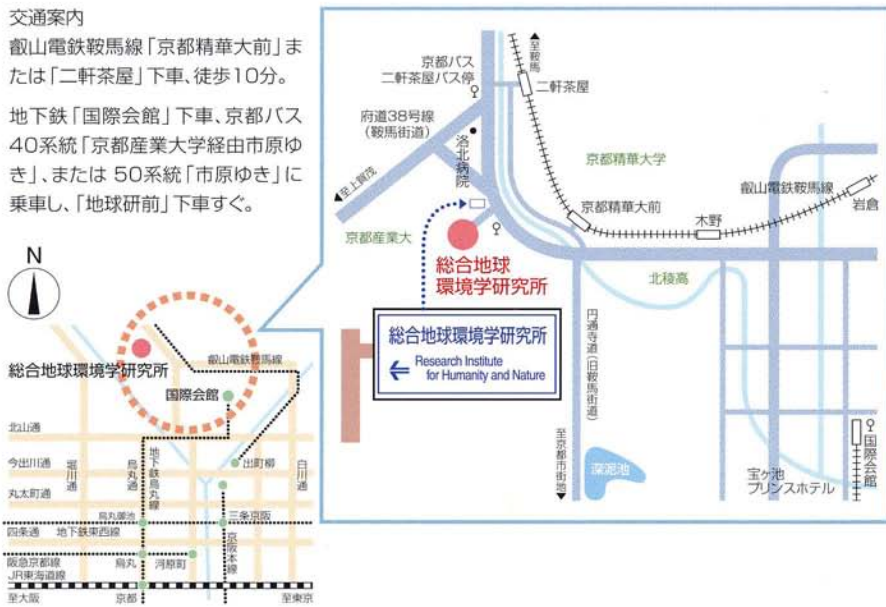 交通案内
叡山電鉄鞍馬線「京都精華大前」ま
たは「二軒茶屋」下車、徒歩10分。
地下鉄「国際会館」下車、京都バス
40系統「京都産業大学経由市原ゆ
き」、または 50系統「市原ゆき」に
乗車し、「地球研前」下車すぐ。
至鞍馬
京都バス
二軒茶屋バス停
二軒茶屋
府道38号線
(鞍馬街道)
洛北病院
京都精華大学
至上賀茂
叡山電鉄鞍馬線
京都精華大前
木野
岩倉
京都産業大
総合地球
環境学研究所
北稜高
総合地球環境学研究所
Research Institute
for Humanity and Nature
円通寺道(旧鞍馬街道)
至京都市街地
深泥池
宝ヶ池
プリンスホテル
国際会館
N
総合地球環境学研究所
叡山電鉄鞍馬線
国際会館
北山通
今出川通
堀川通
烏丸通
地下鉄烏丸線
出町柳
白川通
丸太町通
烏丸御池
三条京阪
四条通
地下鉄東西線
京阪本線
阪急京都線
烏丸
河原町
JR東海道線
至大阪
京都
至東京